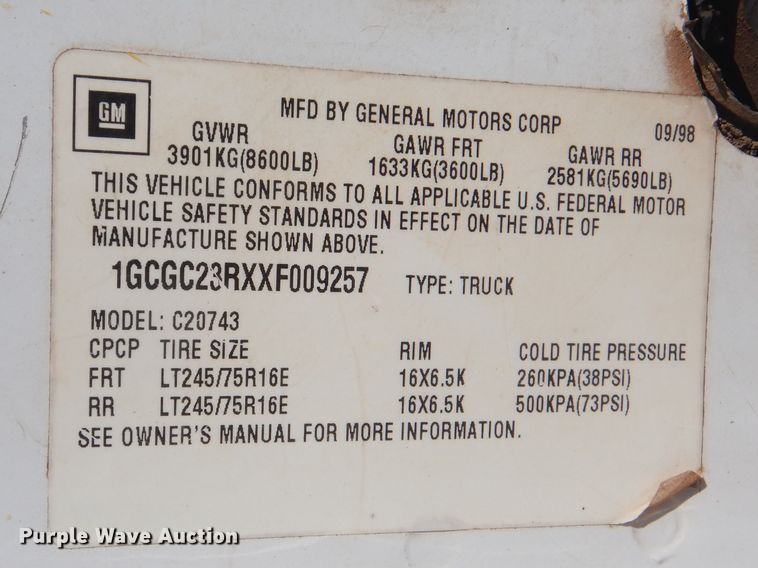 GM
MFD BY GENERAL MOTORS CORP 09/98
GVWR GAWR FRT GAWR RR
3901KG(8600LB) 1633KG(3600LB) 2581KG(5690LB)
THIS VEHICLE CONFORMS TO ALL APPLICABLE U.S. FEDERAL MOTOR
VEHICLE SAFETY STANDARDS IN EFFECT ON THE DATE OF
MANUFACTURE SHOWN ABOVE.
1GCGC23RXXF009257 TYPE: TRUCK
MODEL: C20743
CPCP TIRE SIZE RIM COLD TIRE PRESSURE
FRT LT245/75R16E 16X6.5K 260KPA(38PSI)
RR LT245/75R16E 16X6.5K 500KPA(73PSI)
SEE OWNER'S MANUAL FOR MORE INFORMATION.
Purple Wave Auction